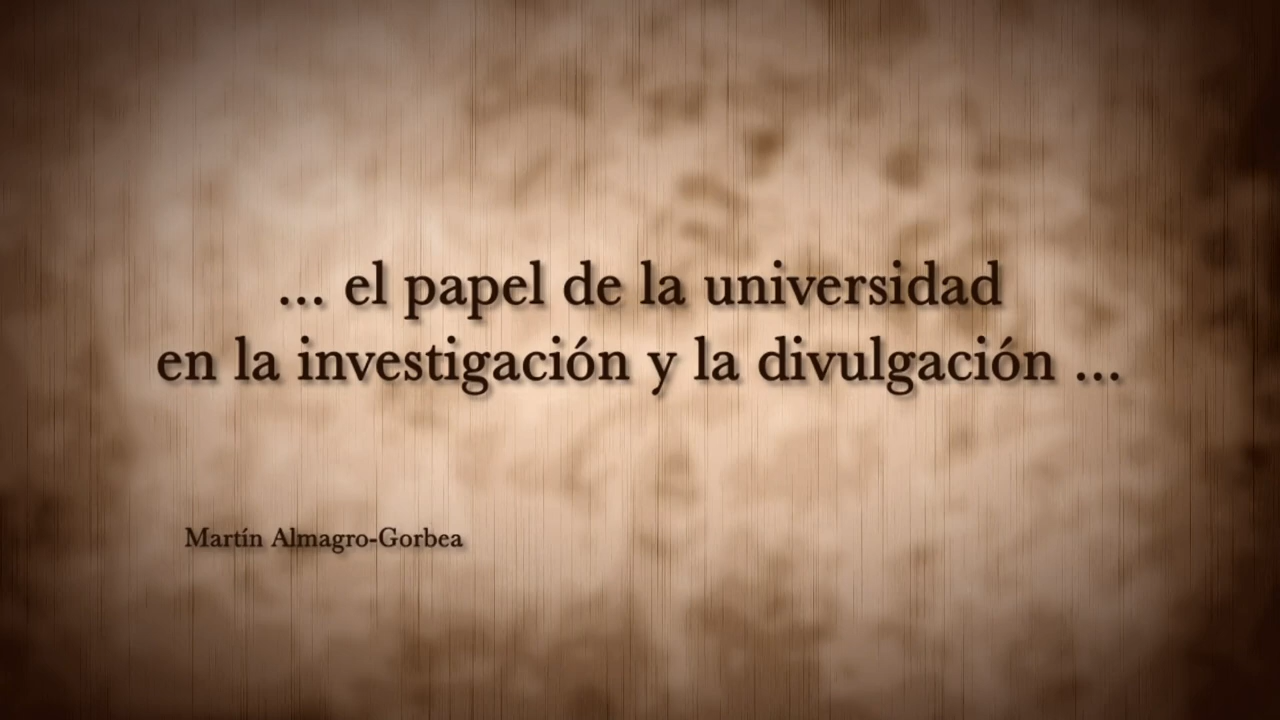 ... el papel de la universidad
en la investigación y la divulgación ...
Martín Almagro-Gorbea